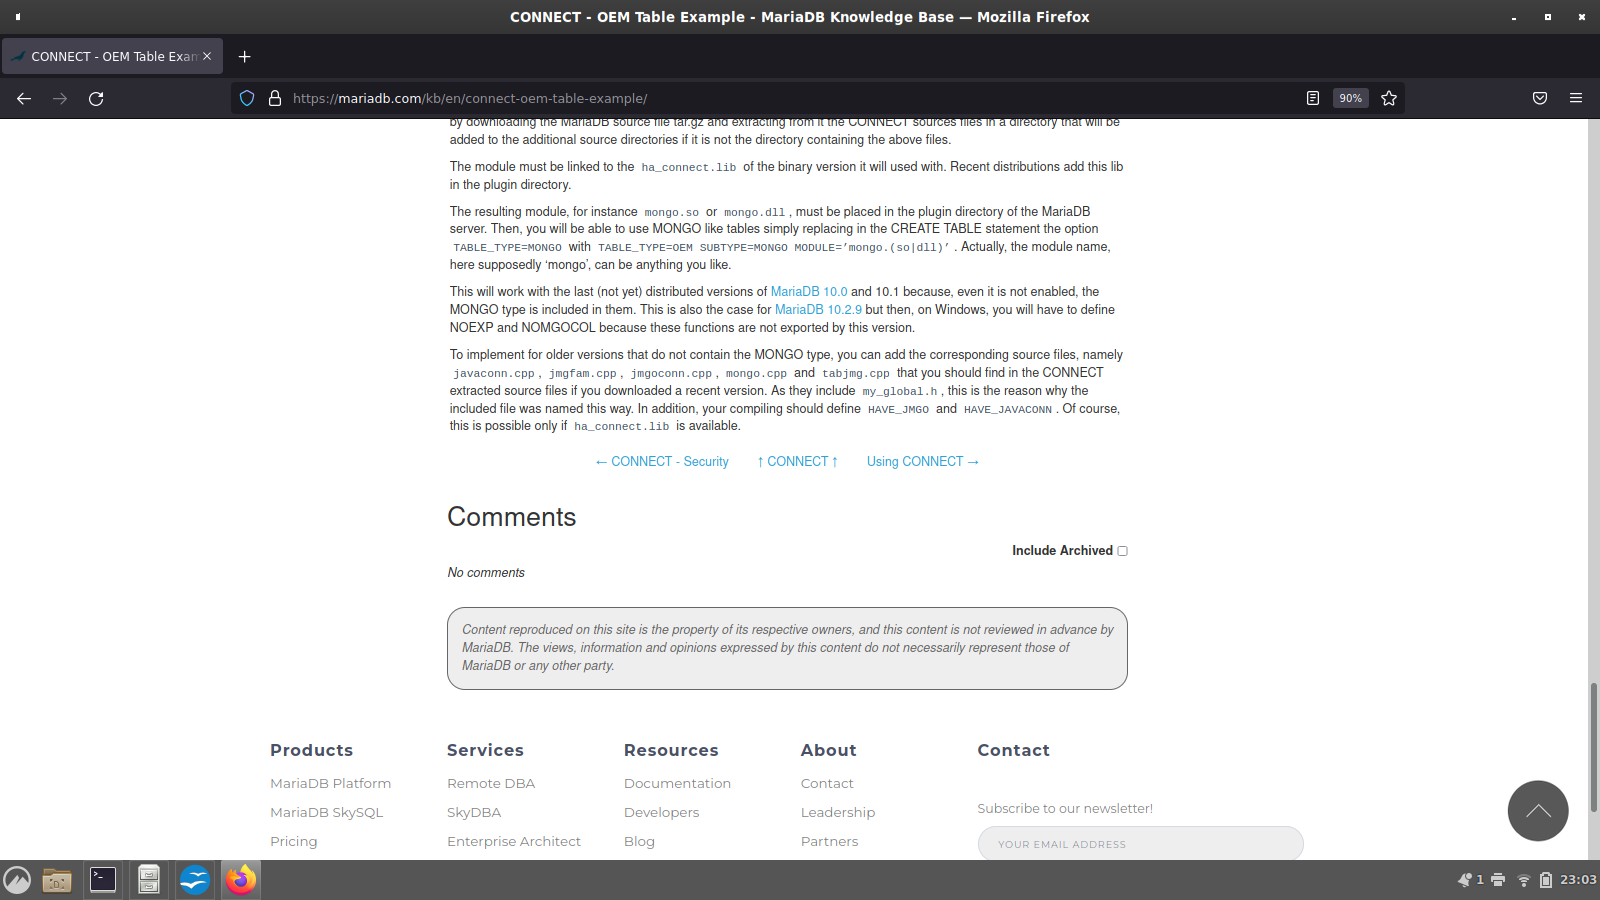 CONNECT - OEM Table Example - MariaDB Knowledge Base — Mozilla Firefox
CONNECT - OEM Table Exam
https://mariadb.com/kb/en/connect-oem-table-example/
90%
by downloading the MariaDB source file tar.gz and extracting from it the CONNECT sources files in a directory that will be
added to the additional source directories if it is not the directory containing the above files.
The module must be linked to the ha_connect.lib of the binary version it will used with. Recent distributions add this lib
in the plugin directory.
The resulting module, for instance mongo.so or mongo.dll , must be placed in the plugin directory of the MariaDB
server. Then, you will be able to use MONGO like tables simply replacing in the CREATE TABLE statement the option
TABLE_TYPE=MONGO with TABLE_TYPE=OEM SUBTYPE=MONGO MODULE=’mongo.(so|dll)’ . Actually, the module name,
here supposedly ‘mongo’, can be anything you like.
This will work with the last (not yet) distributed versions of MariaDB 10.0 and 10.1 because, even it is not enabled, the
MONGO type is included in them. This is also the case for MariaDB 10.2.9 but then, on Windows, you will have to define
NOEXP and NOMGOCOL because these functions are not exported by this version.
To implement for older versions that do not contain the MONGO type, you can add the corresponding source files, namely
javaconn.cpp , jmgfam.cpp , jmgoconn.cpp , mongo.cpp and tabjmg.cpp that you should find in the CONNECT
extracted source files if you downloaded a recent version. As they include my_global.h , this is the reason why the
included file was named this way. In addition, your compiling should define HAVE_JMGO and HAVE_JAVACONN . Of course,
this is possible only if ha_connect.lib is available.
← CONNECT - Security ↑ CONNECT ↑ Using CONNECT →
Comments
Include Archived
No comments
Content reproduced on this site is the property of its respective owners, and this content is not reviewed in advance by
MariaDB. The views, information and opinions expressed by this content do not necessarily represent those of
MariaDB or any other party.
Products Services Resources About Contact
MariaDB Platform Remote DBA Documentation Contact
Subscribe to our newsletter!
MariaDB SkySQL SkyDBA Developers Leadership
Pricing Enterprise Architect Blog Partners
YOUR EMAIL ADDRESS
1 23:03